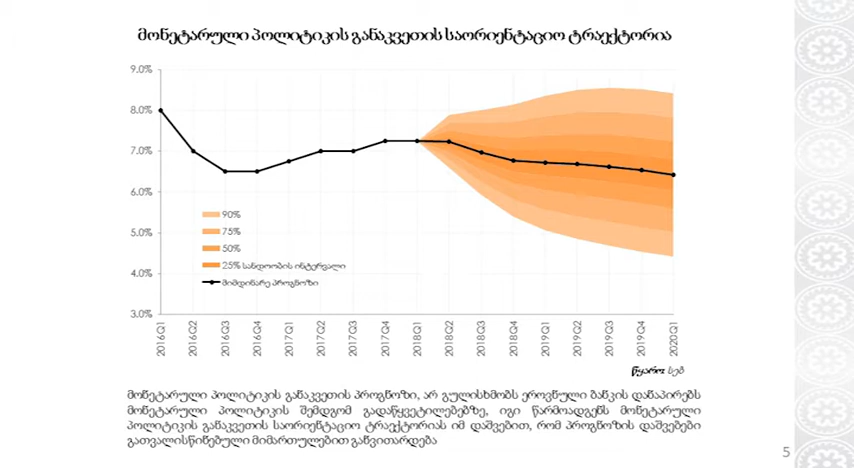 მონეტარული პოლიტიკის განაკვეთის საორიენტაციო ტრაექტორია
9.0%
8.0%
7.0%
6.0%
5.0%
4.0%
3.0%
90%
75%
50%
25% სანდოობის ინტერვალი
მიმდინარე პროგნოზი
2016Q1
2016Q2
2016Q3
2016Q4
2017Q1
2017Q2
2017Q3
2017Q4
2018Q1
2018Q2
2018Q3
2018Q4
2019Q1
2019Q2
2019Q3
2019Q4
2020Q1
წყარო: სებ
მონეტარული პოლიტიკის განაკვეთის პროგნოზი, არ გულისხმობს ეროვნული ბანკის დანაპირებს
მონეტარული პოლიტიკის შემდგომ გადაწყვეტილებებზე, იგი წარმოადგენს მონეტარული
პოლიტიკის განაკვეთის საორიენტაციო ტრაექტორიას იმ დაშვებით, რომ პროგნოზის დაშვებები
გათვალისწინებული მიმართულებით განვითარდება
5